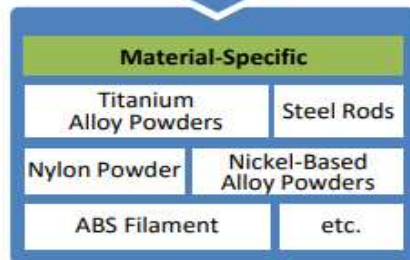 Material-Specific
Titanium
Alloy Powders
Steel Rods
Nylon Powder
Nickel-Based
Alloy Powders
ABS Filament
etc.